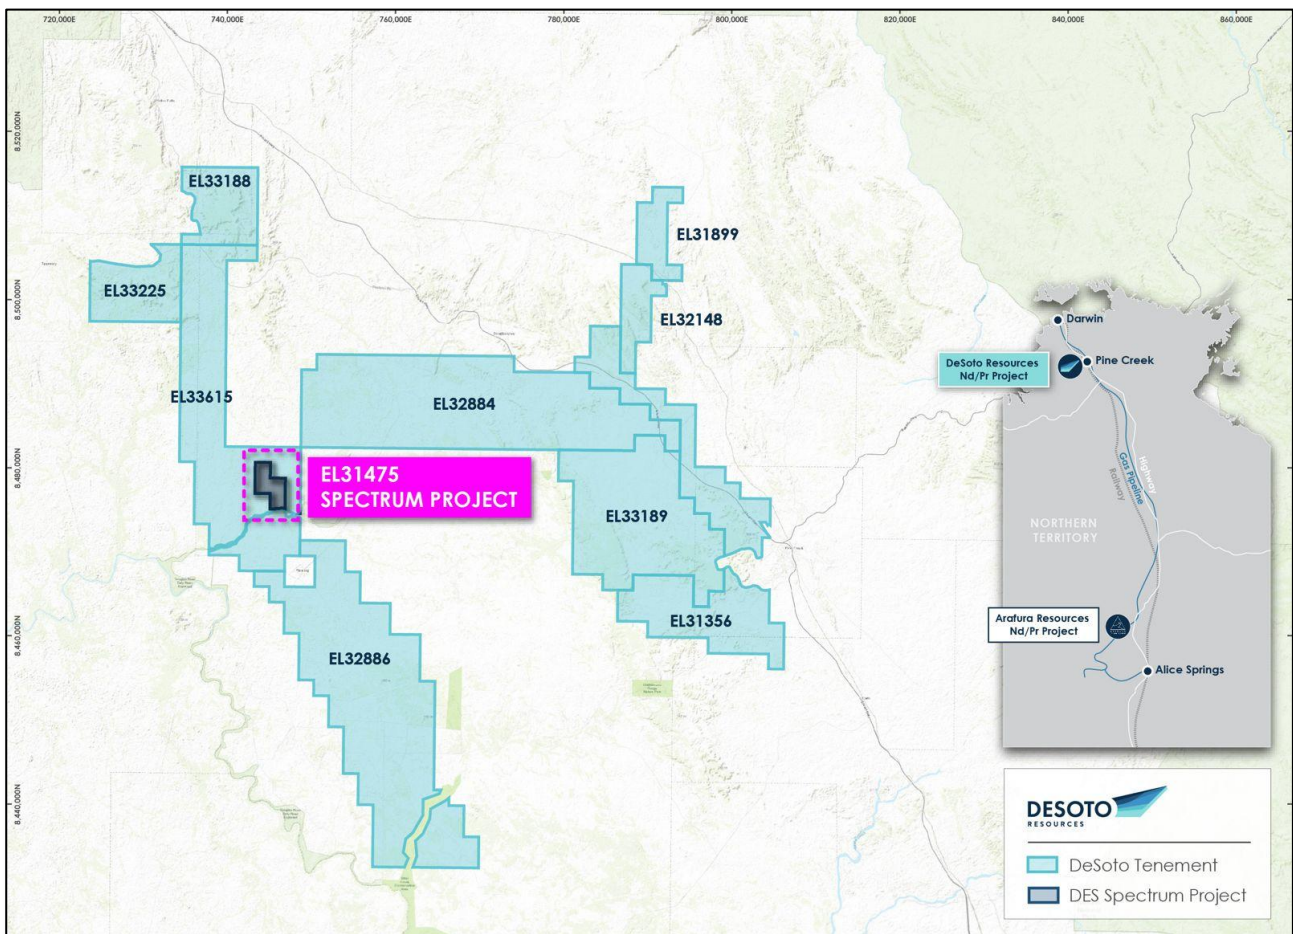 720,000E
740,000E
760,000E
780,000E
800,000E
820,000E
840,000E
860,000E
8,520,000N
8,500,000N
8,480,000N
8,460,000N
8,440,000N
EL33188
EL31899
EL33225
EL32148
EL33615
EL32884
EL31475
SPECTRUM PROJECT
EL33189
EL31356
EL32886
Darwin
DeSoto Resources
Nd/Pr Project
Pine Creek
Highway
Gas Pipeline
Railway
NORTHERN
TERRITORY
Arafura Resources
Nd/Pr Project
Alice Springs
DESOTO
RESOURCES
DeSoto Tenement
DES Spectrum Project